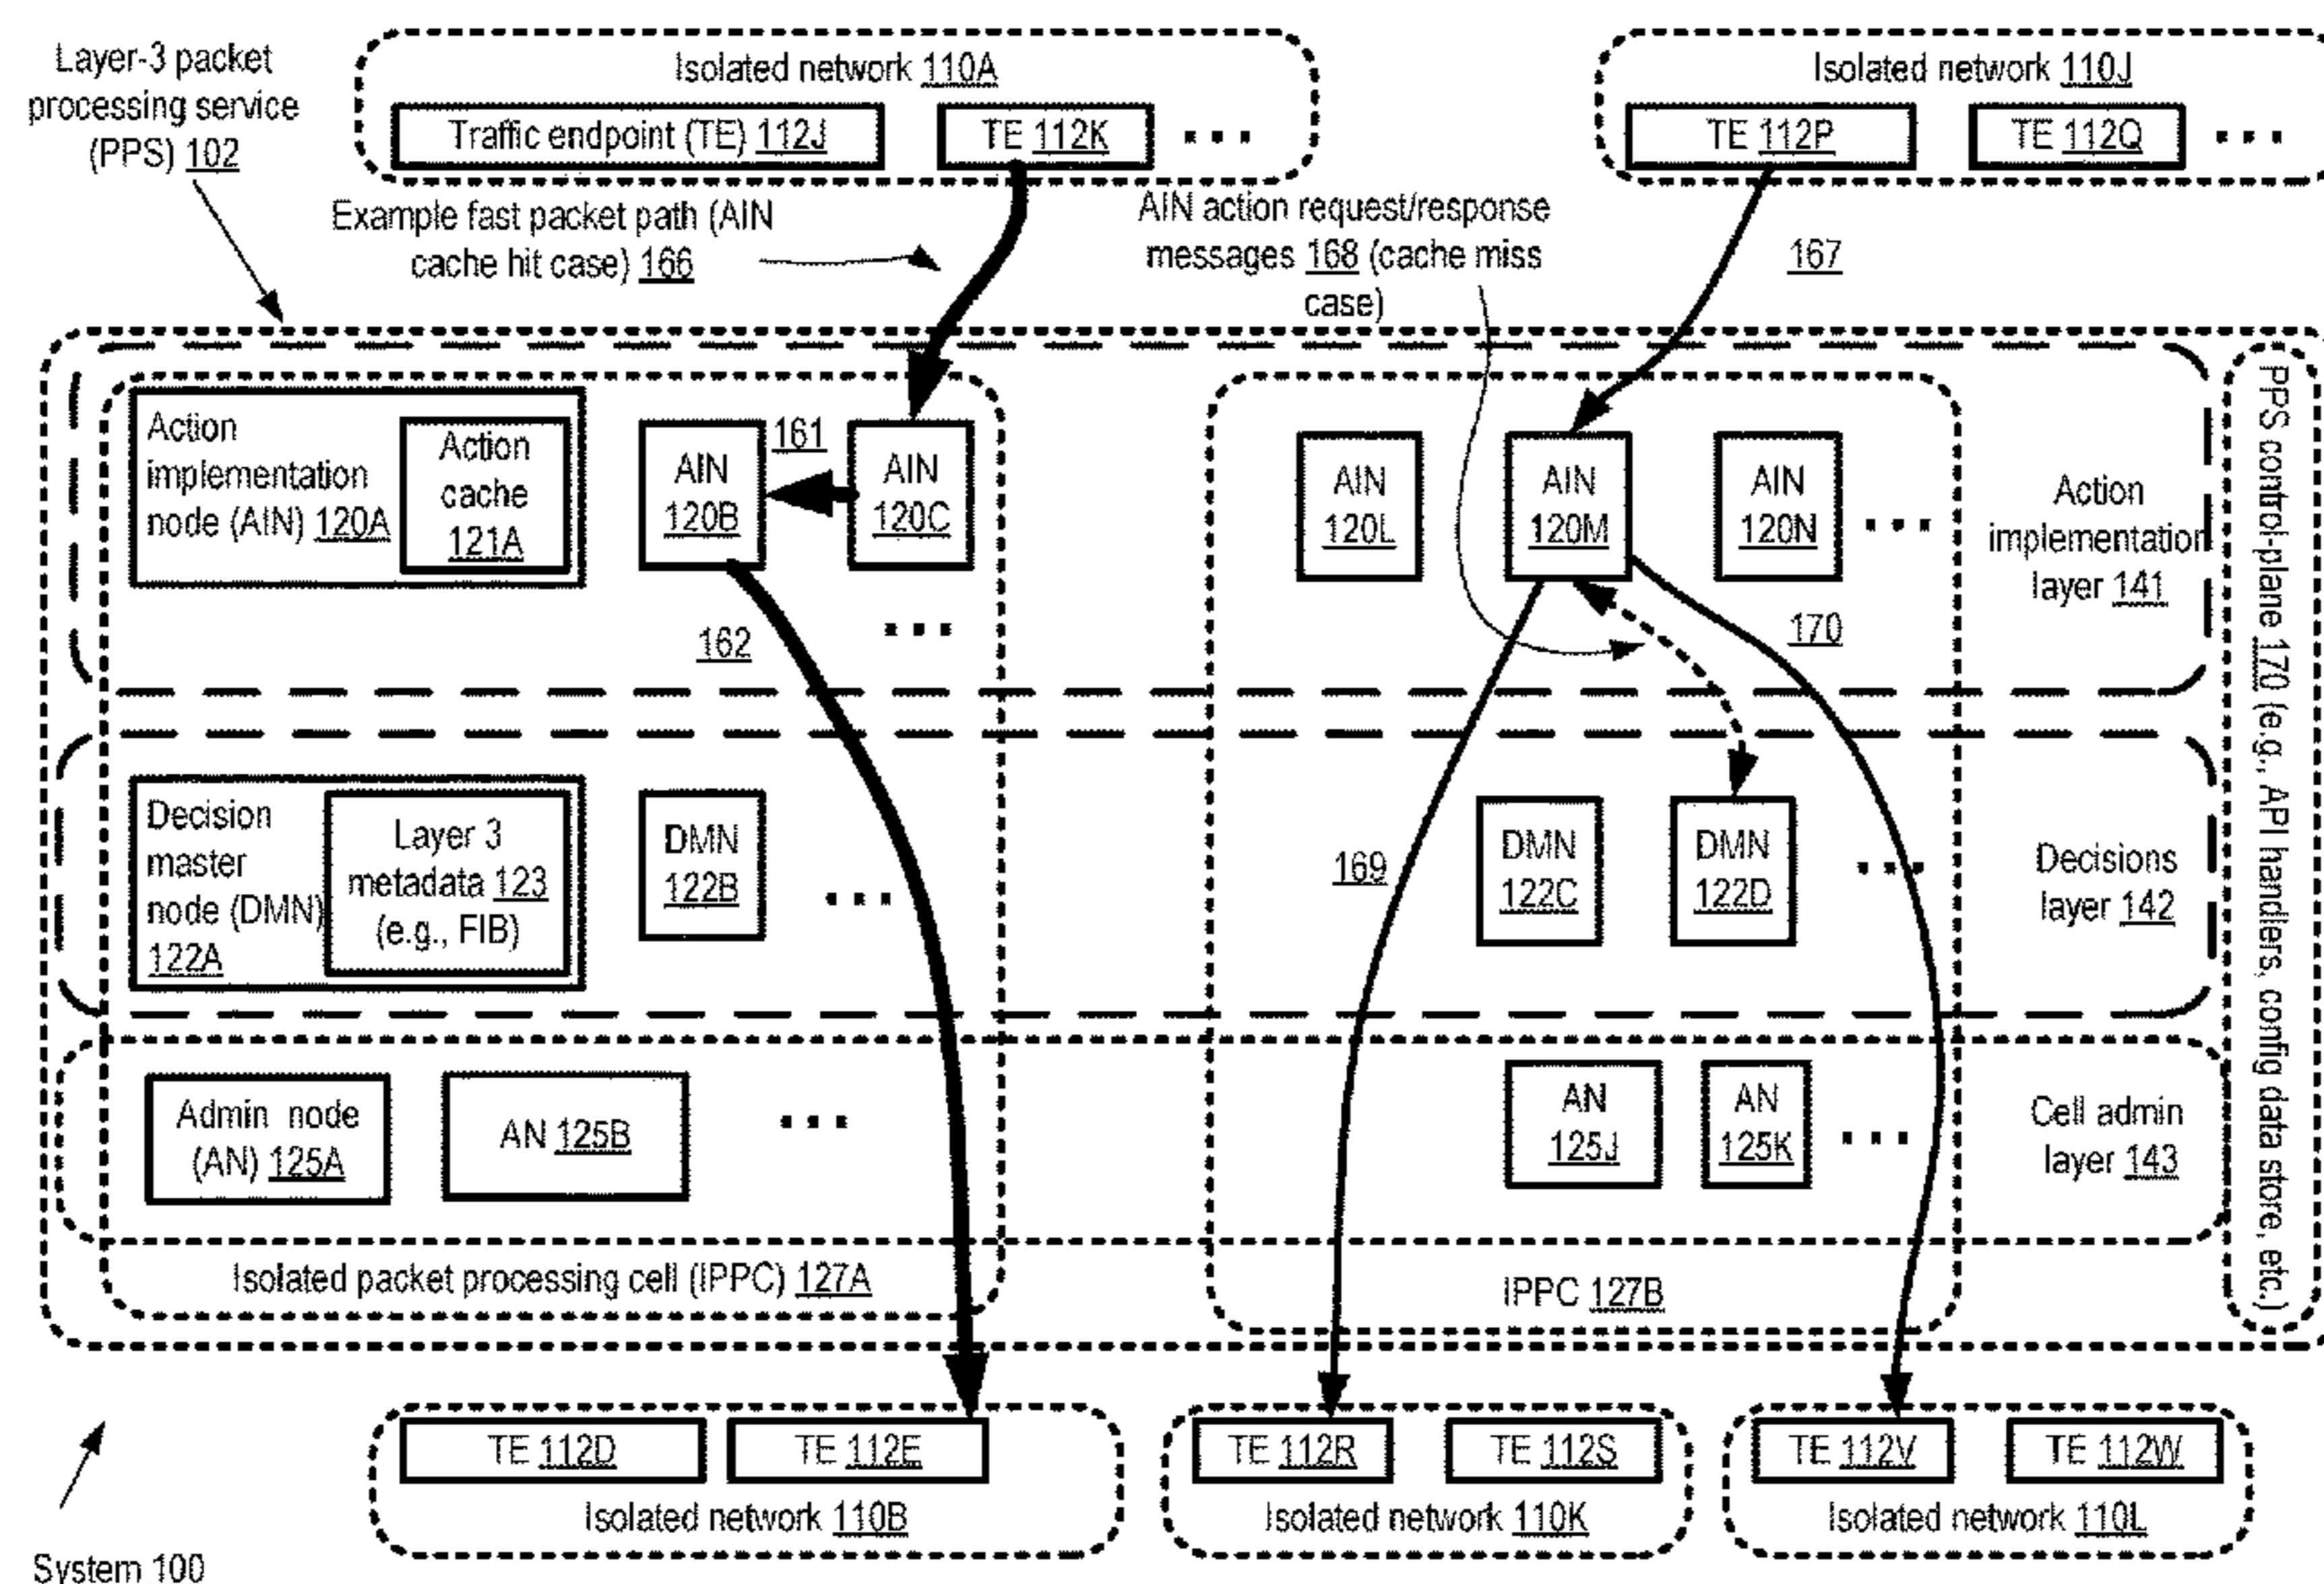 Layer-3 packet
processing service
(PPS) 102
Isolated network 110A
Traffic endpoint (TE) 112J
TE 112K
...
Isolated network 110J
TE 112P
TE 112Q
...
Example fast packet path (AIN
cache hit case) 166
AIN action request/response
messages 168 (cache miss
case)
167
Action
implementation
node (AIN) 120A
Action
cache
121A
AIN
120B
161
AIN
120C
...
162
AIN
120L
AIN
120M
AIN
120N
...
170
Action
implementation
layer 141
PPS control-plane 170 (e.g., API handlers, config data store, etc.)
Decision
master
node (DMN)
122A
Layer 3
metadata 123
(e.g., FIB)
DMN
122B
...
169
DMN
122C
DMN
122D
...
Decisions
layer 142
Admin node
(AN) 125A
AN 125B
...
AN
125J
AN
125K
...
Cell admin
layer 143
Isolated packet processing cell (IPPC) 127A
IPPC 127B
TE 112D
TE 112E
Isolated network 110B
TE 112R
TE 112S
Isolated network 110K
TE 112V
TE 112W
Isolated network 110L
System 100